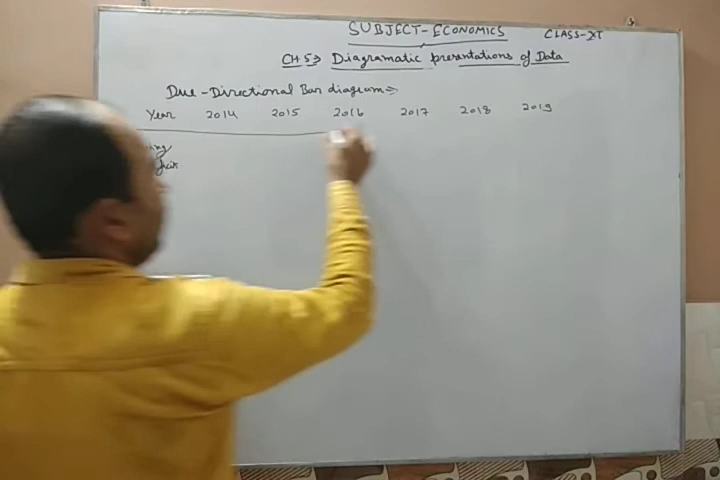 SUBJECT-ECONOMICS CLASS-XI
CH 5⇒ Diagramatic presentations of Data
Due-Directional Bar diagram⇒
Year 2014 2015 2016 2017 2018 2019